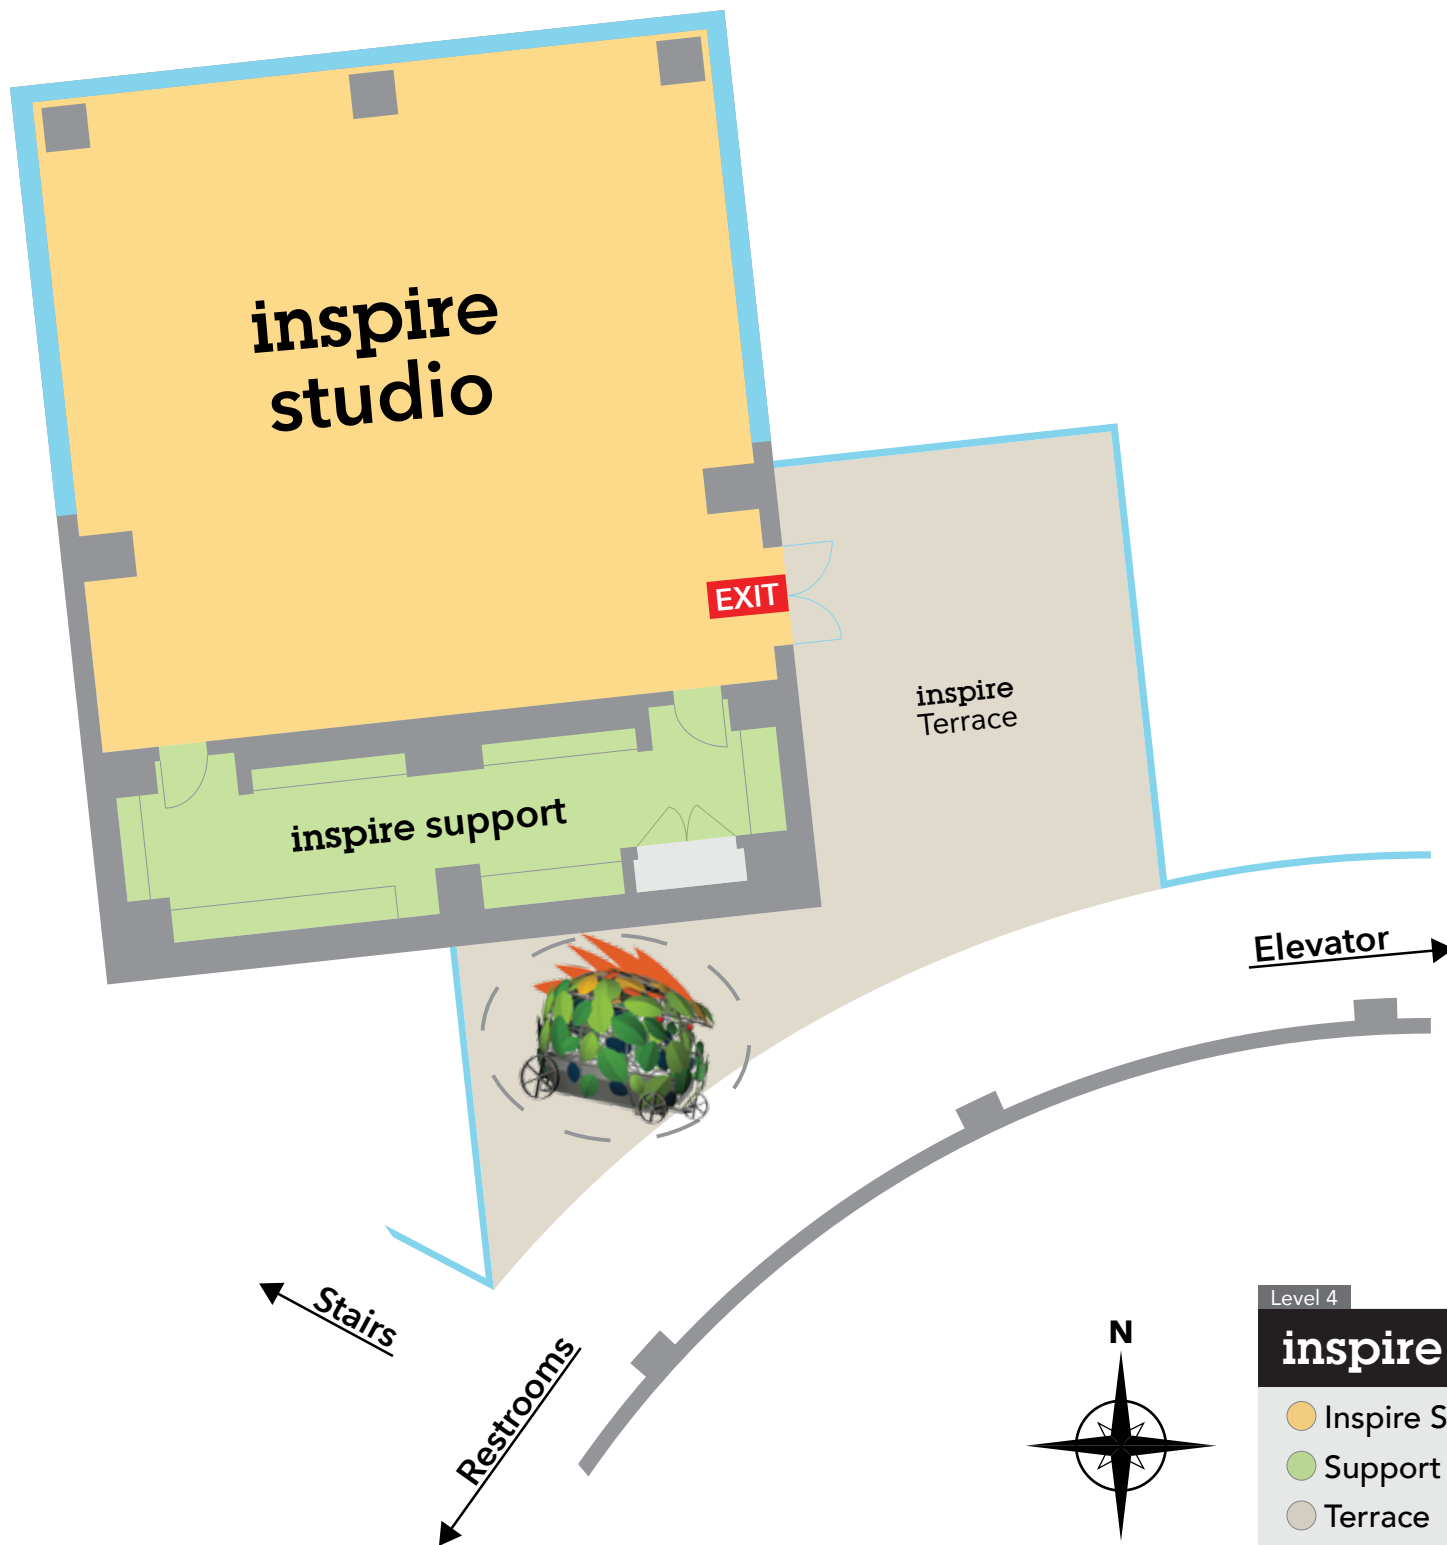 inspire
studio
EXIT
inspire
Terrace
inspire support
Elevator
Stairs
Restrooms
N
Level 4
inspire
Inspire S
Support
Terrace